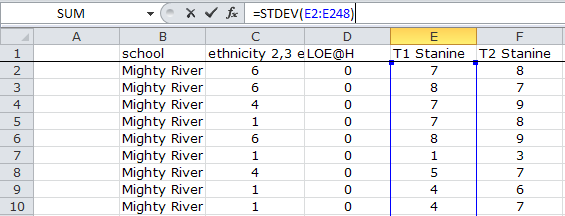 SUM fx =STDEV(E2:E248)
A B C D E F
1 school ethnicity 2,3 e LOE@H T1 Stanine T2 Stanine
2 Mighty River 6 0 7 8
3 Mighty River 6 0 8 7
4 Mighty River 4 0 7 9
5 Mighty River 1 0 7 8
6 Mighty River 6 0 8 9
7 Mighty River 1 0 1 3
8 Mighty River 4 0 5 7
9 Mighty River 1 0 4 6
10 Mighty River 1 0 4 7